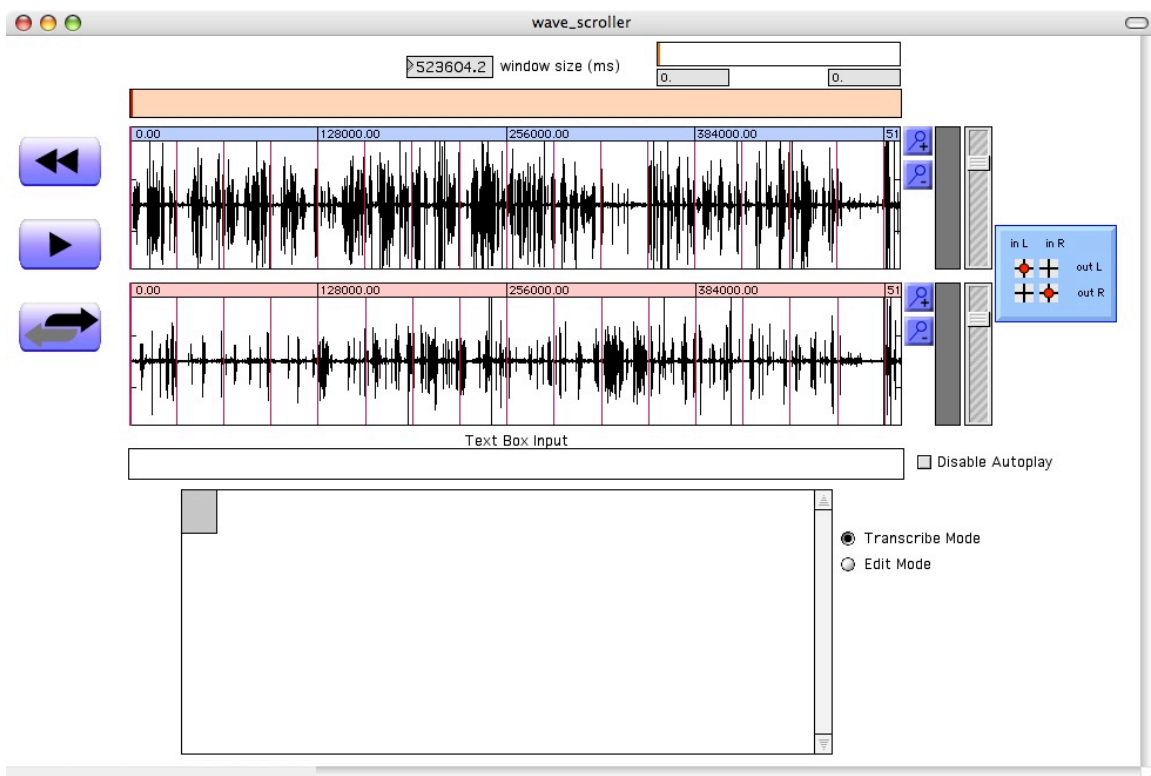 wave_scroller
523604.2 window size (ms)
0. 0.
0.00 128000.00 256000.00 384000.00 51
in L in R
out L
out R
0.00 128000.00 256000.00 384000.00 51
Text Box Input
Disable Autoplay
Transcribe Mode
Edit Mode